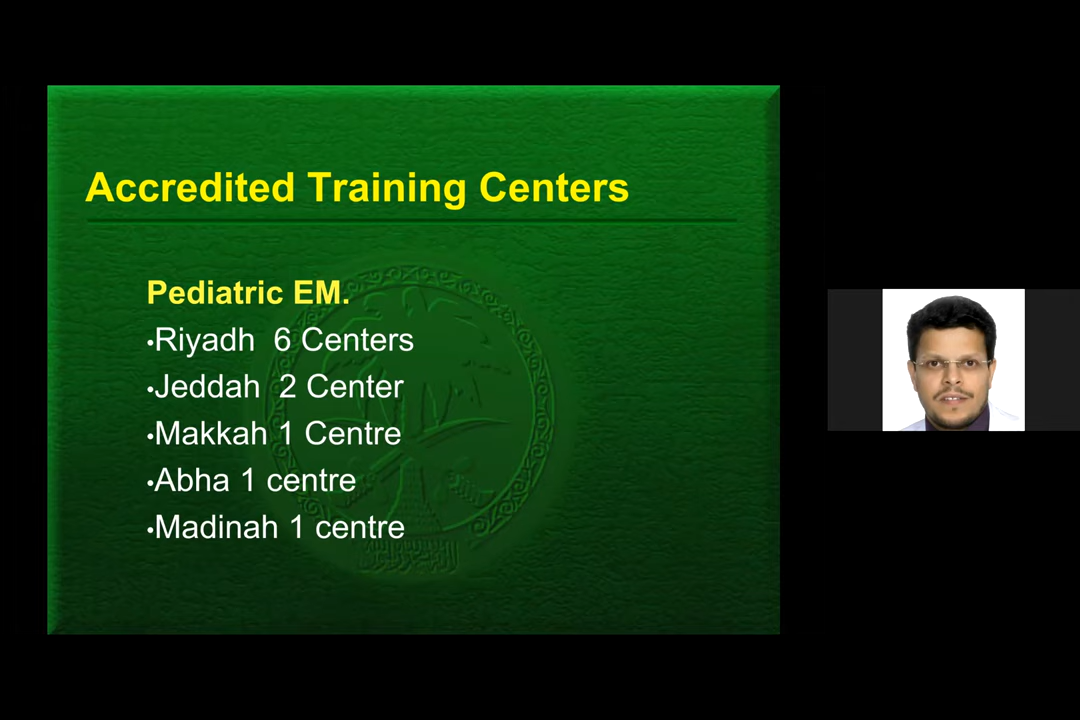 Accredited Training Centers
Pediatric EM.
•Riyadh  6 Centers
•Jeddah  2 Center
•Makkah 1 Centre
•Abha 1 centre
•Madinah 1 centre